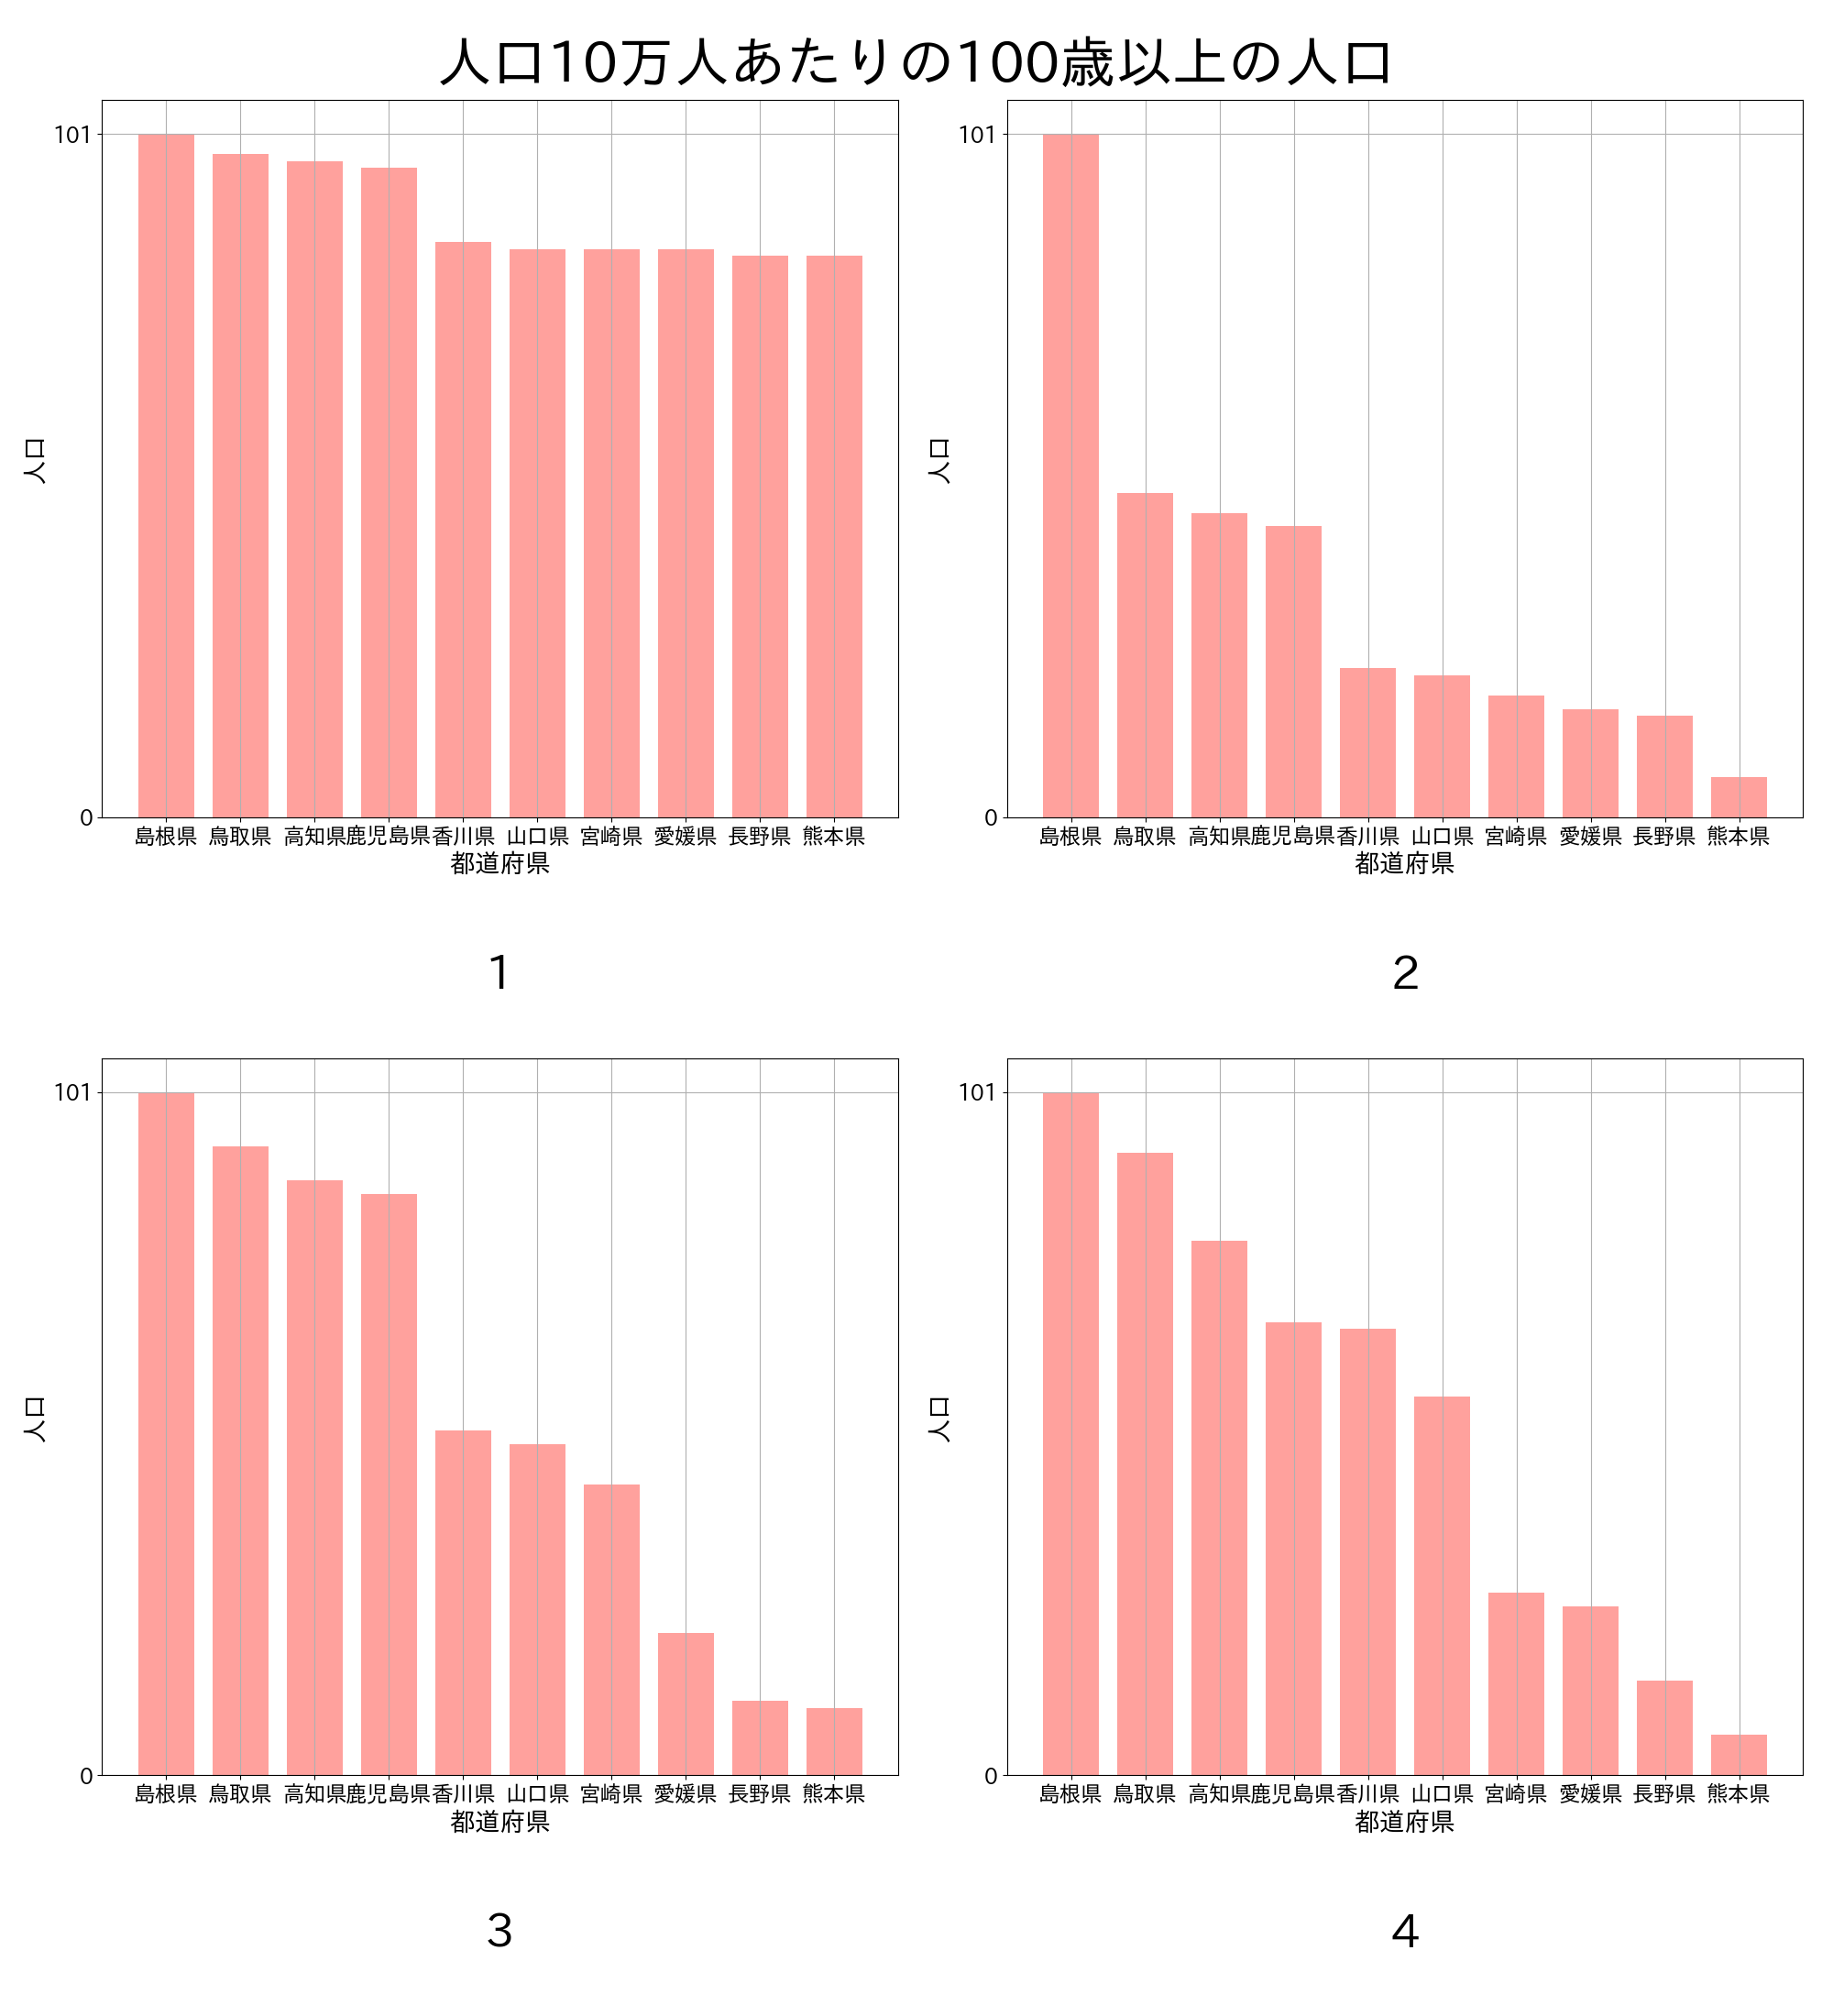 人口10万人あたりの100歳以上の人口
101
0
人口
島根県 鳥取県 高知県 鹿児島県 香川県 山口県 宮崎県 愛媛県 長野県 熊本県
都道府県
1
101
0
人口
島根県 鳥取県 高知県 鹿児島県 香川県 山口県 宮崎県 愛媛県 長野県 熊本県
都道府県
2
101
0
人口
島根県 鳥取県 高知県 鹿児島県 香川県 山口県 宮崎県 愛媛県 長野県 熊本県
都道府県
3
101
0
人口
島根県 鳥取県 高知県 鹿児島県 香川県 山口県 宮崎県 愛媛県 長野県 熊本県
都道府県
4